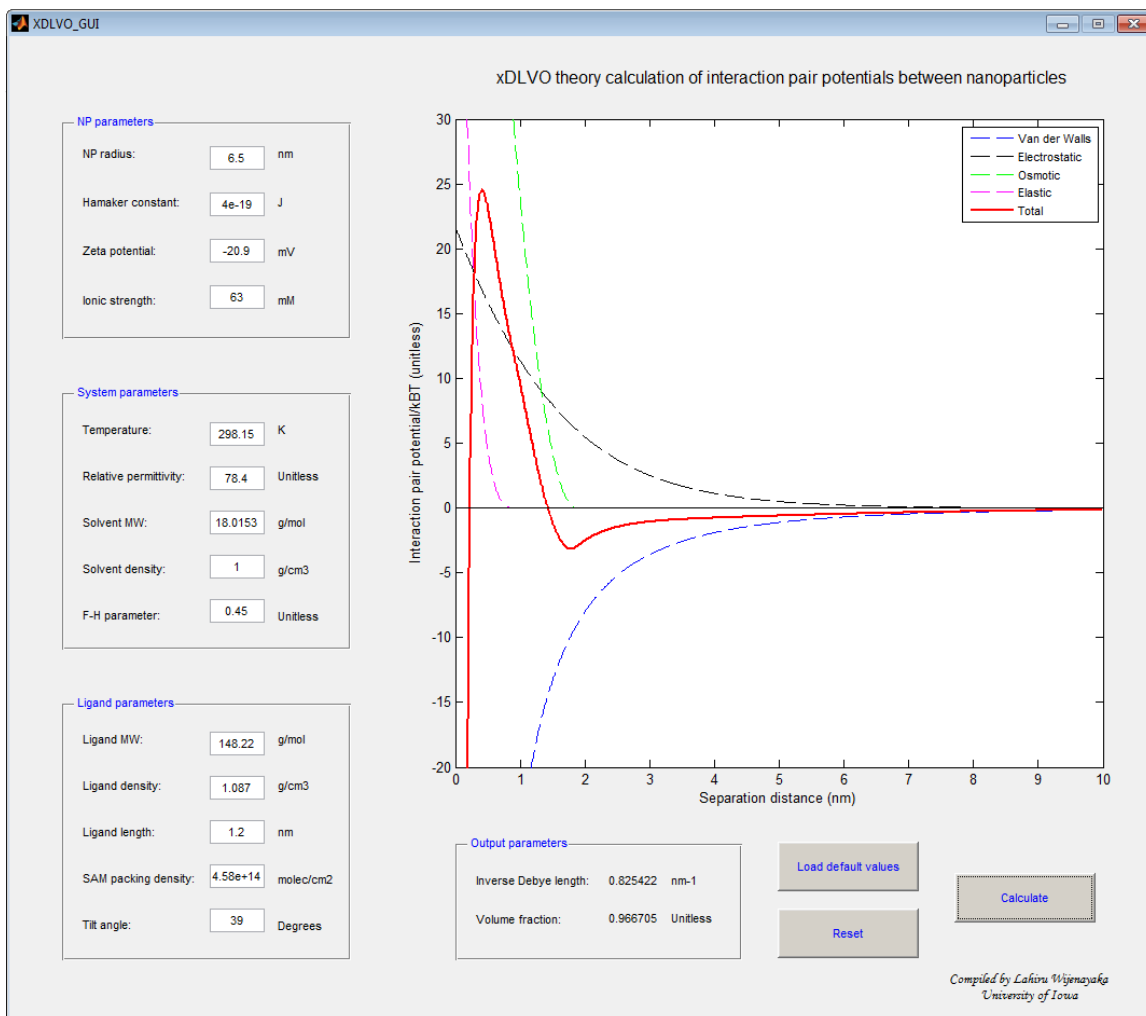 XDLVO_GUI
xDLVO theory calculation of interaction pair potentials between nanoparticles
NP parameters
NP radius: 6.5 nm
Hamaker constant: 4e-19 J
Zeta potential: -20.9 mV
Ionic strength: 63 mM
System parameters
Temperature: 298.15 K
Relative permittivity: 78.4 Unitless
Solvent MW: 18.0153 g/mol
Solvent density: 1 g/cm3
F-H parameter: 0.45 Unitless
Ligand parameters
Ligand MW: 148.22 g/mol
Ligand density: 1.087 g/cm3
Ligand length: 1.2 nm
SAM packing density: 4.58e+14 molec/cm2
Tilt angle: 39 Degrees
Interaction pair potential/kBT (unitless)
30
25
20
15
10
5
0
-5
-10
-15
-20
Van der Walls
Electrostatic
Osmotic
Elastic
Total
0 1 2 3 4 5 6 7 8 9 10
Separation distance (nm)
Output parameters
Inverse Debye length: 0.825422 nm-1
Volume fraction: 0.966705 Unitless
Load default values
Reset
Calculate
Compiled by Lahiru Wijenayaka
University of Iowa